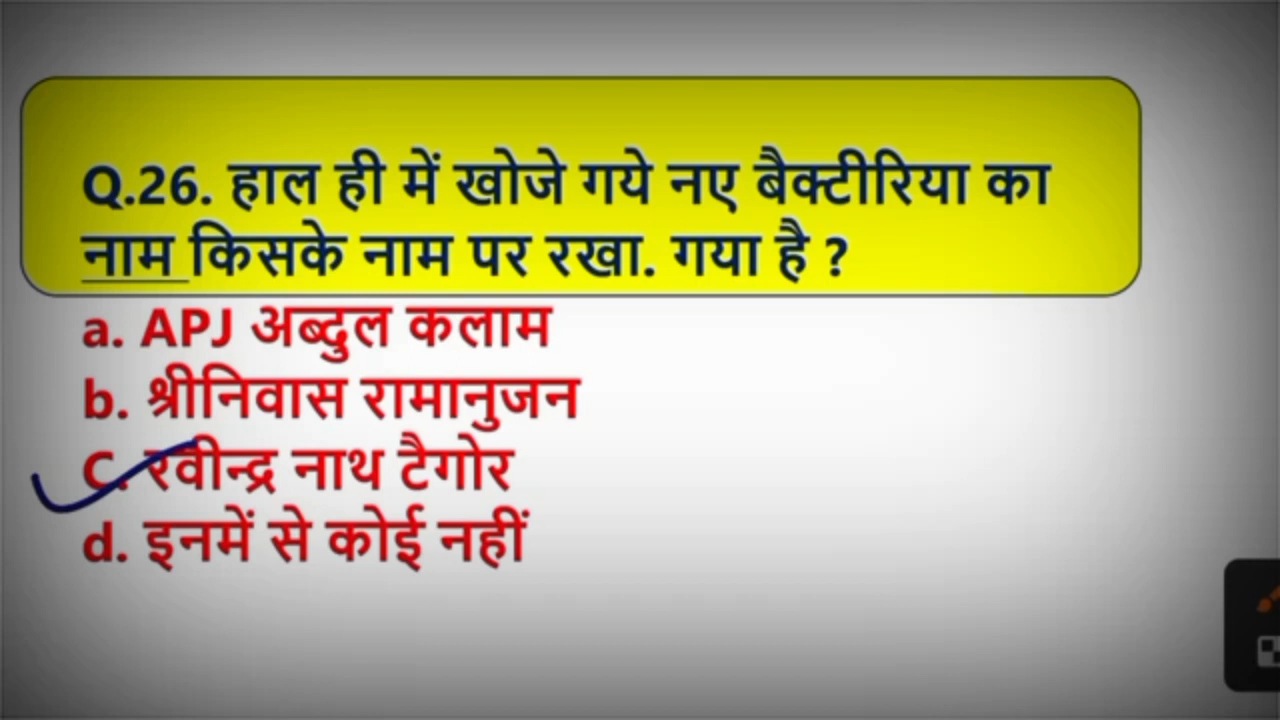 Q.26. हाल ही में खोजे गये नए बैक्टीरिया का
नाम किसके नाम पर रखा. गया है ?
a. APJ अब्दुल कलाम
b. श्रीनिवास रामानुजन
C. रवीन्द्र नाथ टैगोर
d. इनमें से कोई नहीं